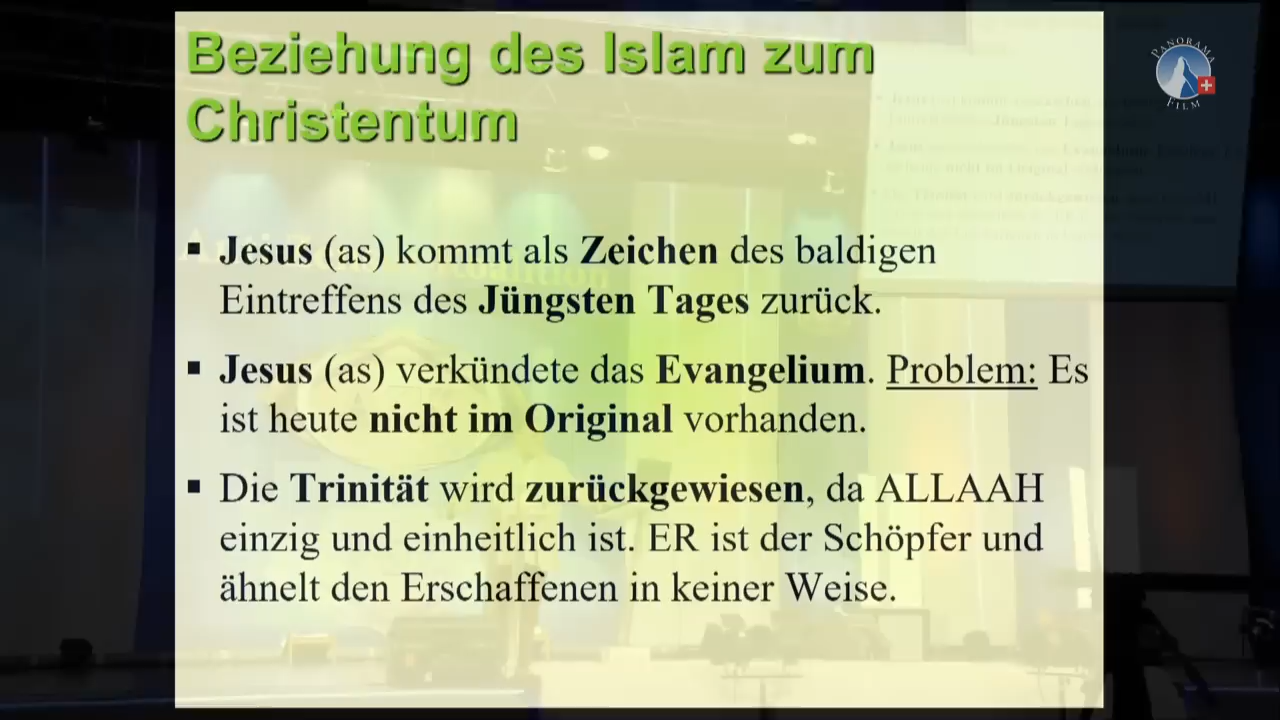 Beziehung des Islam zum
Christentum
▪ Jesus (as) kommt als Zeichen des baldigen
Eintreffens des Jüngsten Tages zurück.
▪ Jesus (as) verkündete das Evangelium. Problem: Es
ist heute nicht im Original vorhanden.
▪ Die Trinität wird zurückgewiesen, da ALLAAH
einzig und einheitlich ist. ER ist der Schöpfer und
ähnelt den Erschaffenen in keiner Weise.
PANORAMA
FILM